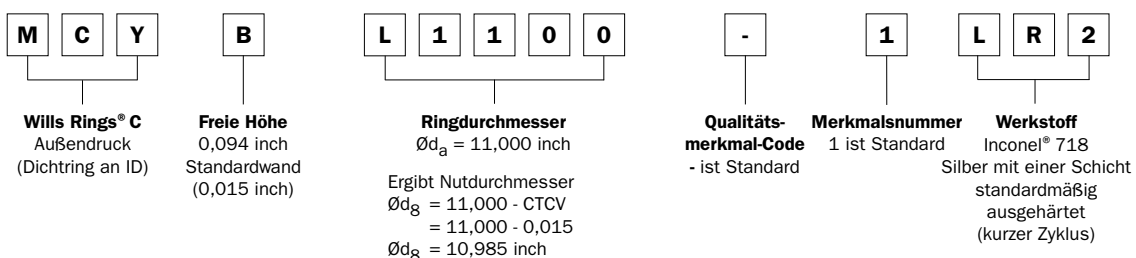 M C Y B L 1 1 0 0 - 1 L R 2
Wills Rings® C
Außendruck
(Dichtring an ID)
Freie Höhe
0,094 inch
Standardwand
(0,015 inch)
Ringdurchmesser
Øda = 11,000 inch
Ergibt Nutdurchmesser
Ød8 = 11,000 - CTCV
= 11,000 - 0,015
Ød8 = 10,985 inch
Qualitäts-
merkmal-Code
- ist Standard
Merkmalsnummer
1 ist Standard
Werkstoff
Inconel® 718
Silber mit einer Schicht
standardmäßig
ausgehärtet
(kurzer Zyklus)